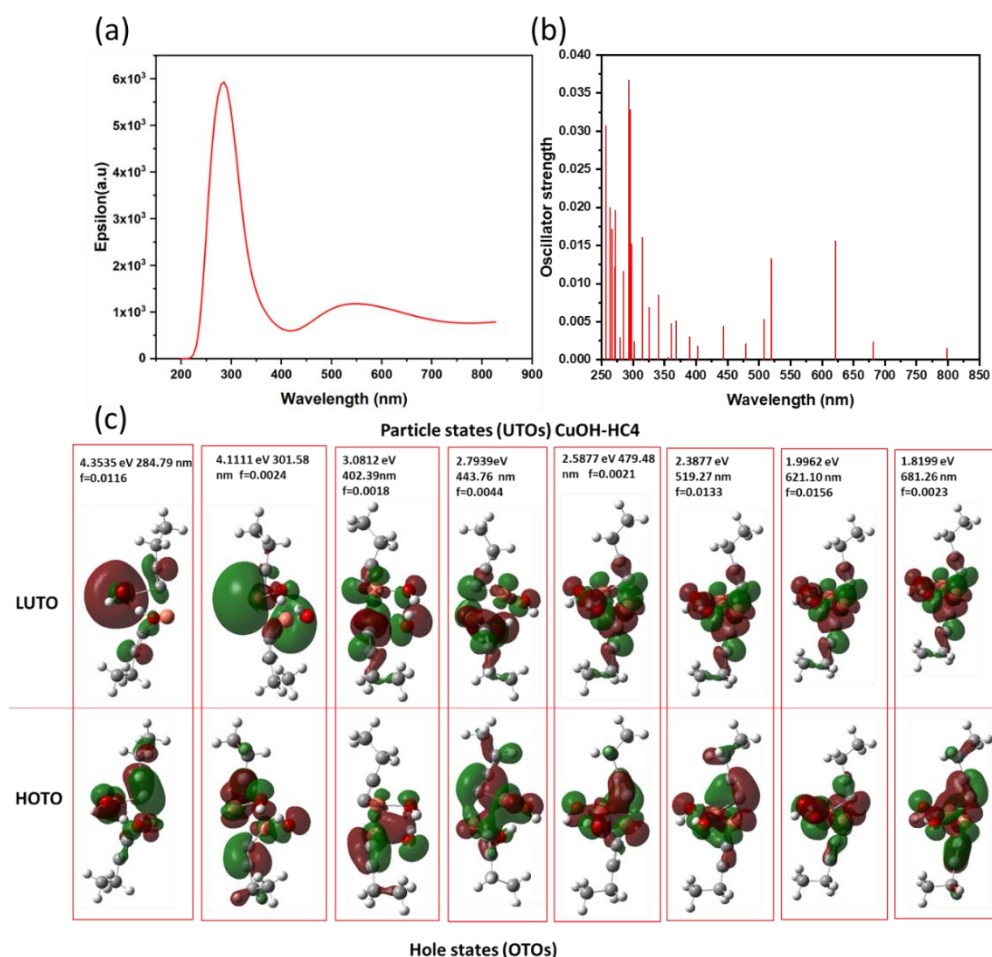 (a)
6x10³
5x10³
4x10³
3x10³
2x10³
1x10³
0
Epsilon(a.u)
200 300 400 500 600 700 800 900
Wavelength (nm)
(b)
0.040
0.035
0.030
0.025
0.020
0.015
0.010
0.005
0.000
Oscillator strength
250 300 350 400 450 500 550 600 650 700 750 800 850
Wavelength (nm)
(c)
Particle states (UTOs) CuOH-HC4
4.3535 eV 284.79 nm
f=0.0116
4.1111 eV 301.58
nm f=0.0024
3.0812 eV
402.39nm
f=0.0018
2.7939eV
443.76 nm
f=0.0044
2.5877 eV 479.48
nm f=0.0021
2.3877 eV
519.27 nm
f=0.0133
1.9962 eV
621.10 nm
f=0.0156
1.8199 eV
681.26 nm
f=0.0023
LUTO
HOTO
Hole states (OTOs)